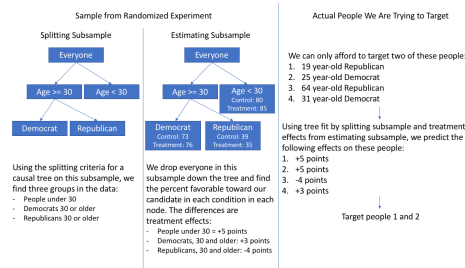 Sample from Randomized Experiment
Splitting Subsample
Everyone
Age >= 30
Age < 30
Democrat
Republican
Using the splitting criteria for a
causal tree on this subsample, we
find three groups in the data:
- People under 30
- Democrats 30 or older
- Republicans 30 or older
Estimating Subsample
Everyone
Age >= 30
Age < 30
Control: 80
Treatment: 85
Democrat
Control: 73
Treatment: 76
Republican
Control: 39
Treatment: 35
We drop everyone in this
subsample down the tree and find
the percent favorable toward our
candidate in each condition in each
node. The differences are
treatment effects:
- People under 30 = +5 points
- Democrats, 30 and older: +3 points
- Republicans, 30 and older: -4 points
Actual People We Are Trying to Target
We can only afford to target two of these people:
1. 19 year-old Republican
2. 25 year-old Democrat
3. 64 year-old Republican
4. 31 year-old Democrat
Using tree fit by splitting subsample and treatment
effects from estimating subsample, we predict the
following effects on these people:
1. +5 points
2. +5 points
3. -4 points
4. +3 points
Target people 1 and 2